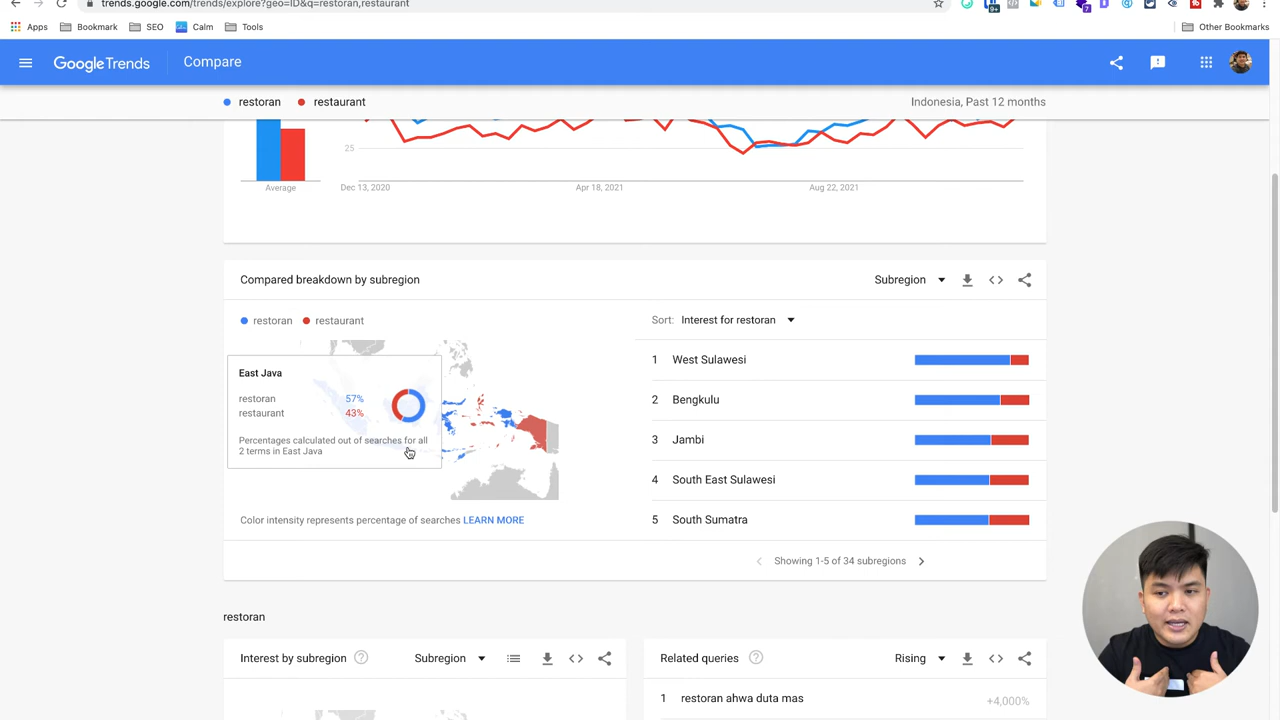 trends.google.com/trends/explore?geo=ID&q=restoran,restaurant
Apps Bookmark SEO Calm Tools Other Bookmarks
Google Trends Compare
restoran restaurant Indonesia, Past 12 months
25
Average Dec 13, 2020 Apr 18, 2021 Aug 22, 2021
Compared breakdown by subregion Subregion
restoran restaurant Sort: Interest for restoran
East Java
restoran 57%
restaurant 43%
Percentages calculated out of searches for all
2 terms in East Java
1 West Sulawesi
2 Bengkulu
3 Jambi
4 South East Sulawesi
5 South Sumatra
Color intensity represents percentage of searches LEARN MORE
Showing 1-5 of 34 subregions
restoran
Interest by subregion Subregion Related queries Rising
1 restoran ahwa duta mas +4,000%